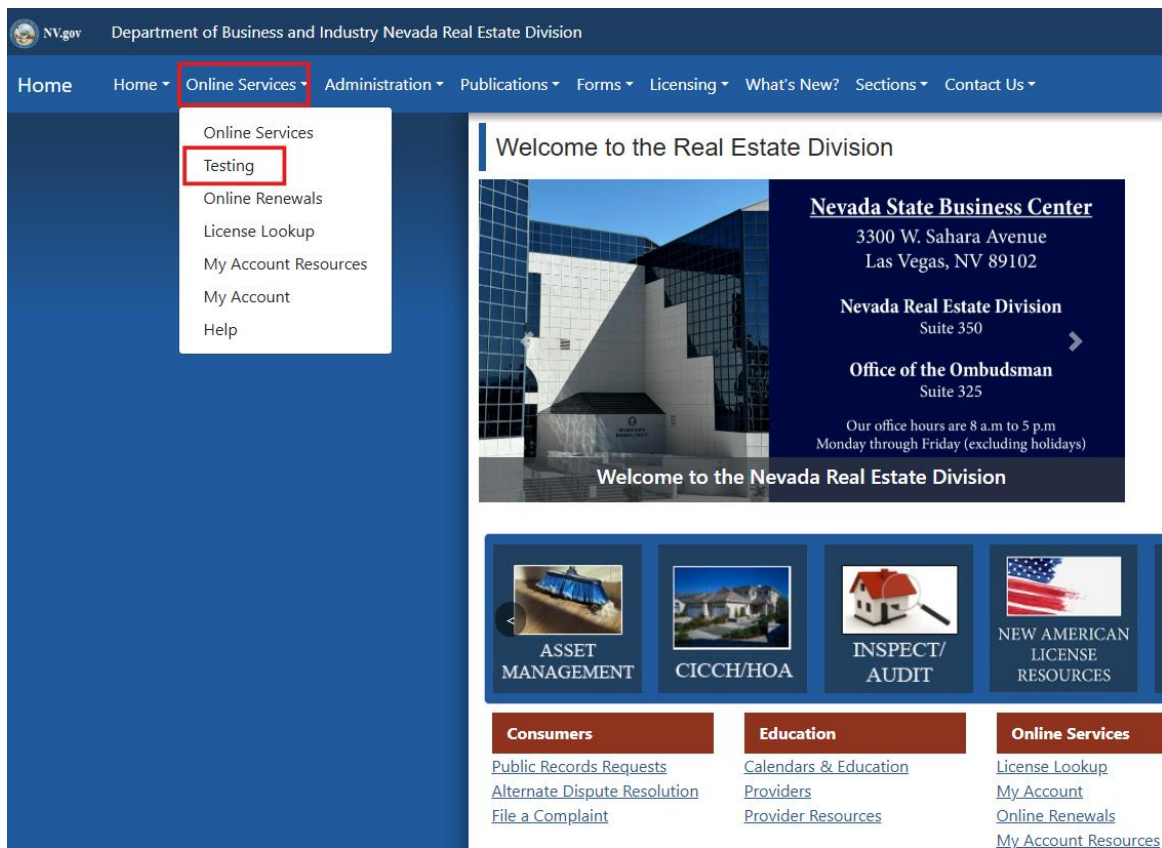 NV.gov Department of Business and Industry Nevada Real Estate Division
Home Home Online Services Administration Publications Forms Licensing What's New? Sections Contact Us
Online Services
Testing
Online Renewals
License Lookup
My Account Resources
My Account
Help
Welcome to the Real Estate Division
Nevada State Business Center
3300 W. Sahara Avenue
Las Vegas, NV 89102
Nevada Real Estate Division
Suite 350
Office of the Ombudsman
Suite 325
Our office hours are 8 a.m to 5 p.m
Monday through Friday (excluding holidays)
Welcome to the Nevada Real Estate Division
<
ASSET
MANAGEMENT
CICCH/HOA
INSPECT/
AUDIT
NEW AMERICAN
LICENSE
RESOURCES
Consumers
Public Records Requests
Alternate Dispute Resolution
File a Complaint
Education
Calendars & Education
Providers
Provider Resources
Online Services
License Lookup
My Account
Online Renewals
My Account Resources